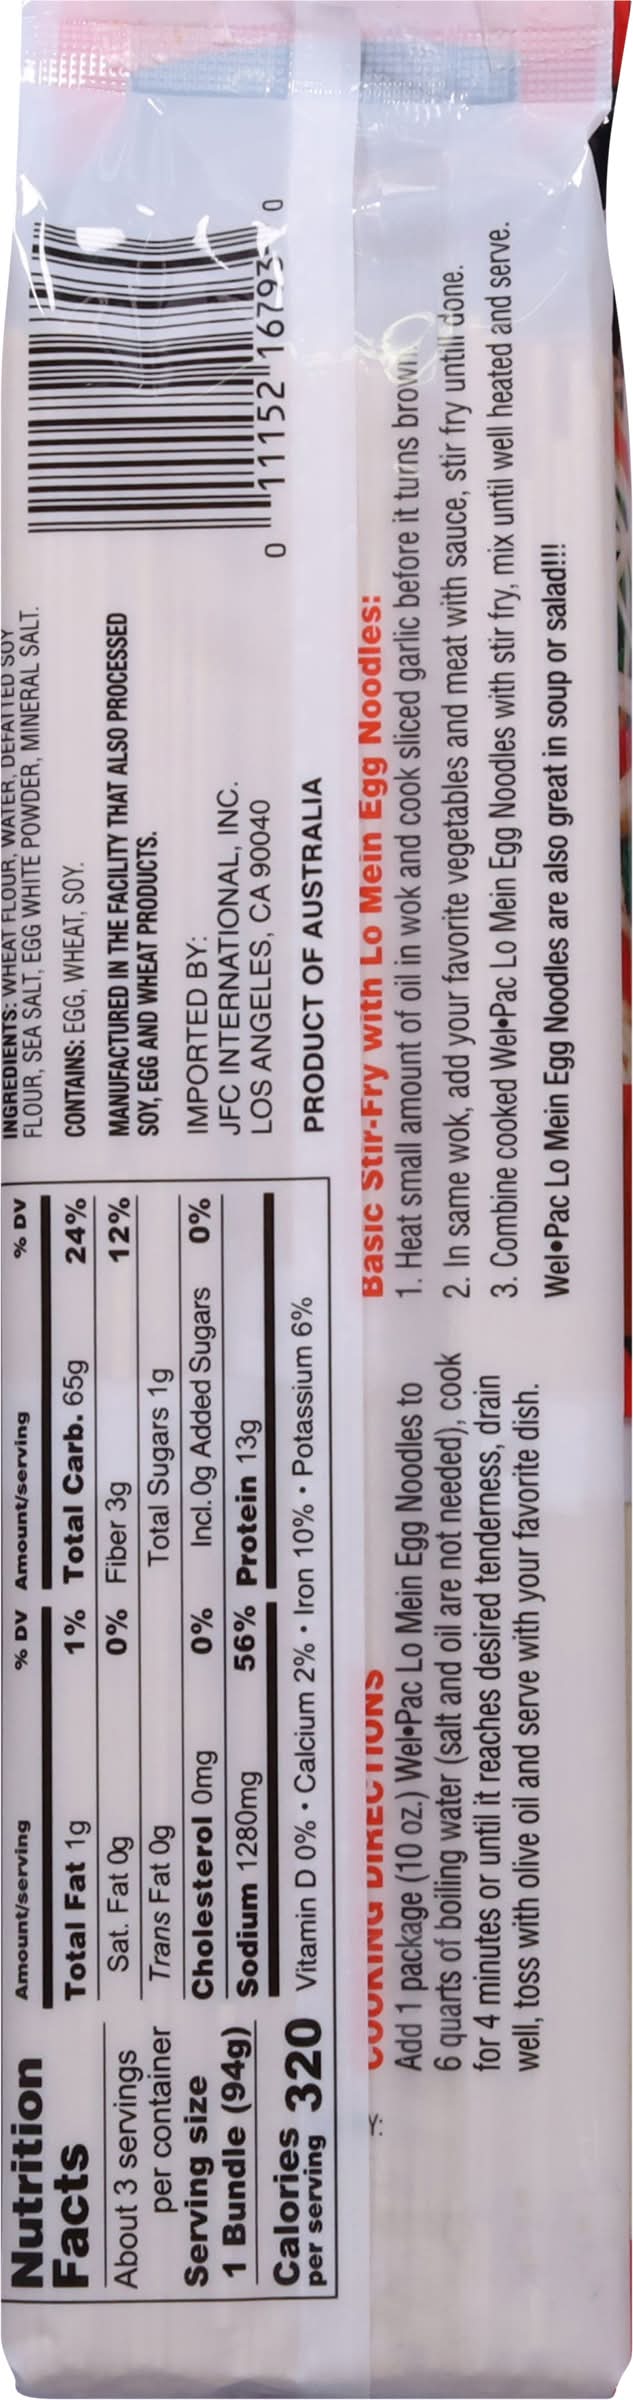 Nutrition
Facts
About 3 servings
per container
Serving size
1 Bundle (94g)
Calories 320
per serving
Amount/serving % DV Amount/serving % DV
Total Fat 1g 1% Total Carb. 65g 24%
Sat. Fat 0g 0% Fiber 3g 12%
Trans Fat 0g Total Sugars 1g
Cholesterol 0mg 0% Incl. 0g Added Sugars 0%
Sodium 1280mg 56% Protein 13g
Vitamin D 0% • Calcium 2% • Iron 10% • Potassium 6%
INGREDIENTS: WHEAT FLOUR, WATER, DEFATTED SOY
FLOUR, SEA SALT, EGG WHITE POWDER, MINERAL SALT.
CONTAINS: EGG, WHEAT, SOY.
MANUFACTURED IN THE FACILITY THAT ALSO PROCESSED
SOY, EGG AND WHEAT PRODUCTS.
IMPORTED BY:
JFC INTERNATIONAL, INC.
LOS ANGELES, CA 90040
PRODUCT OF AUSTRALIA
0 11152 16793 0
COOKING DIRECTIONS
Add 1 package (10 oz.) Wel•Pac Lo Mein Egg Noodles to
6 quarts of boiling water (salt and oil are not needed), cook
for 4 minutes or until it reaches desired tenderness, drain
well, toss with olive oil and serve with your favorite dish.
Basic Stir-Fry with Lo Mein Egg Noodles:
1. Heat small amount of oil in wok and cook sliced garlic before it turns brown.
2. In same wok, add your favorite vegetables and meat with sauce, stir fry until done.
3. Combine cooked Wel•Pac Lo Mein Egg Noodles with stir fry, mix until well heated and serve.
Wel•Pac Lo Mein Egg Noodles are also great in soup or salad!!!